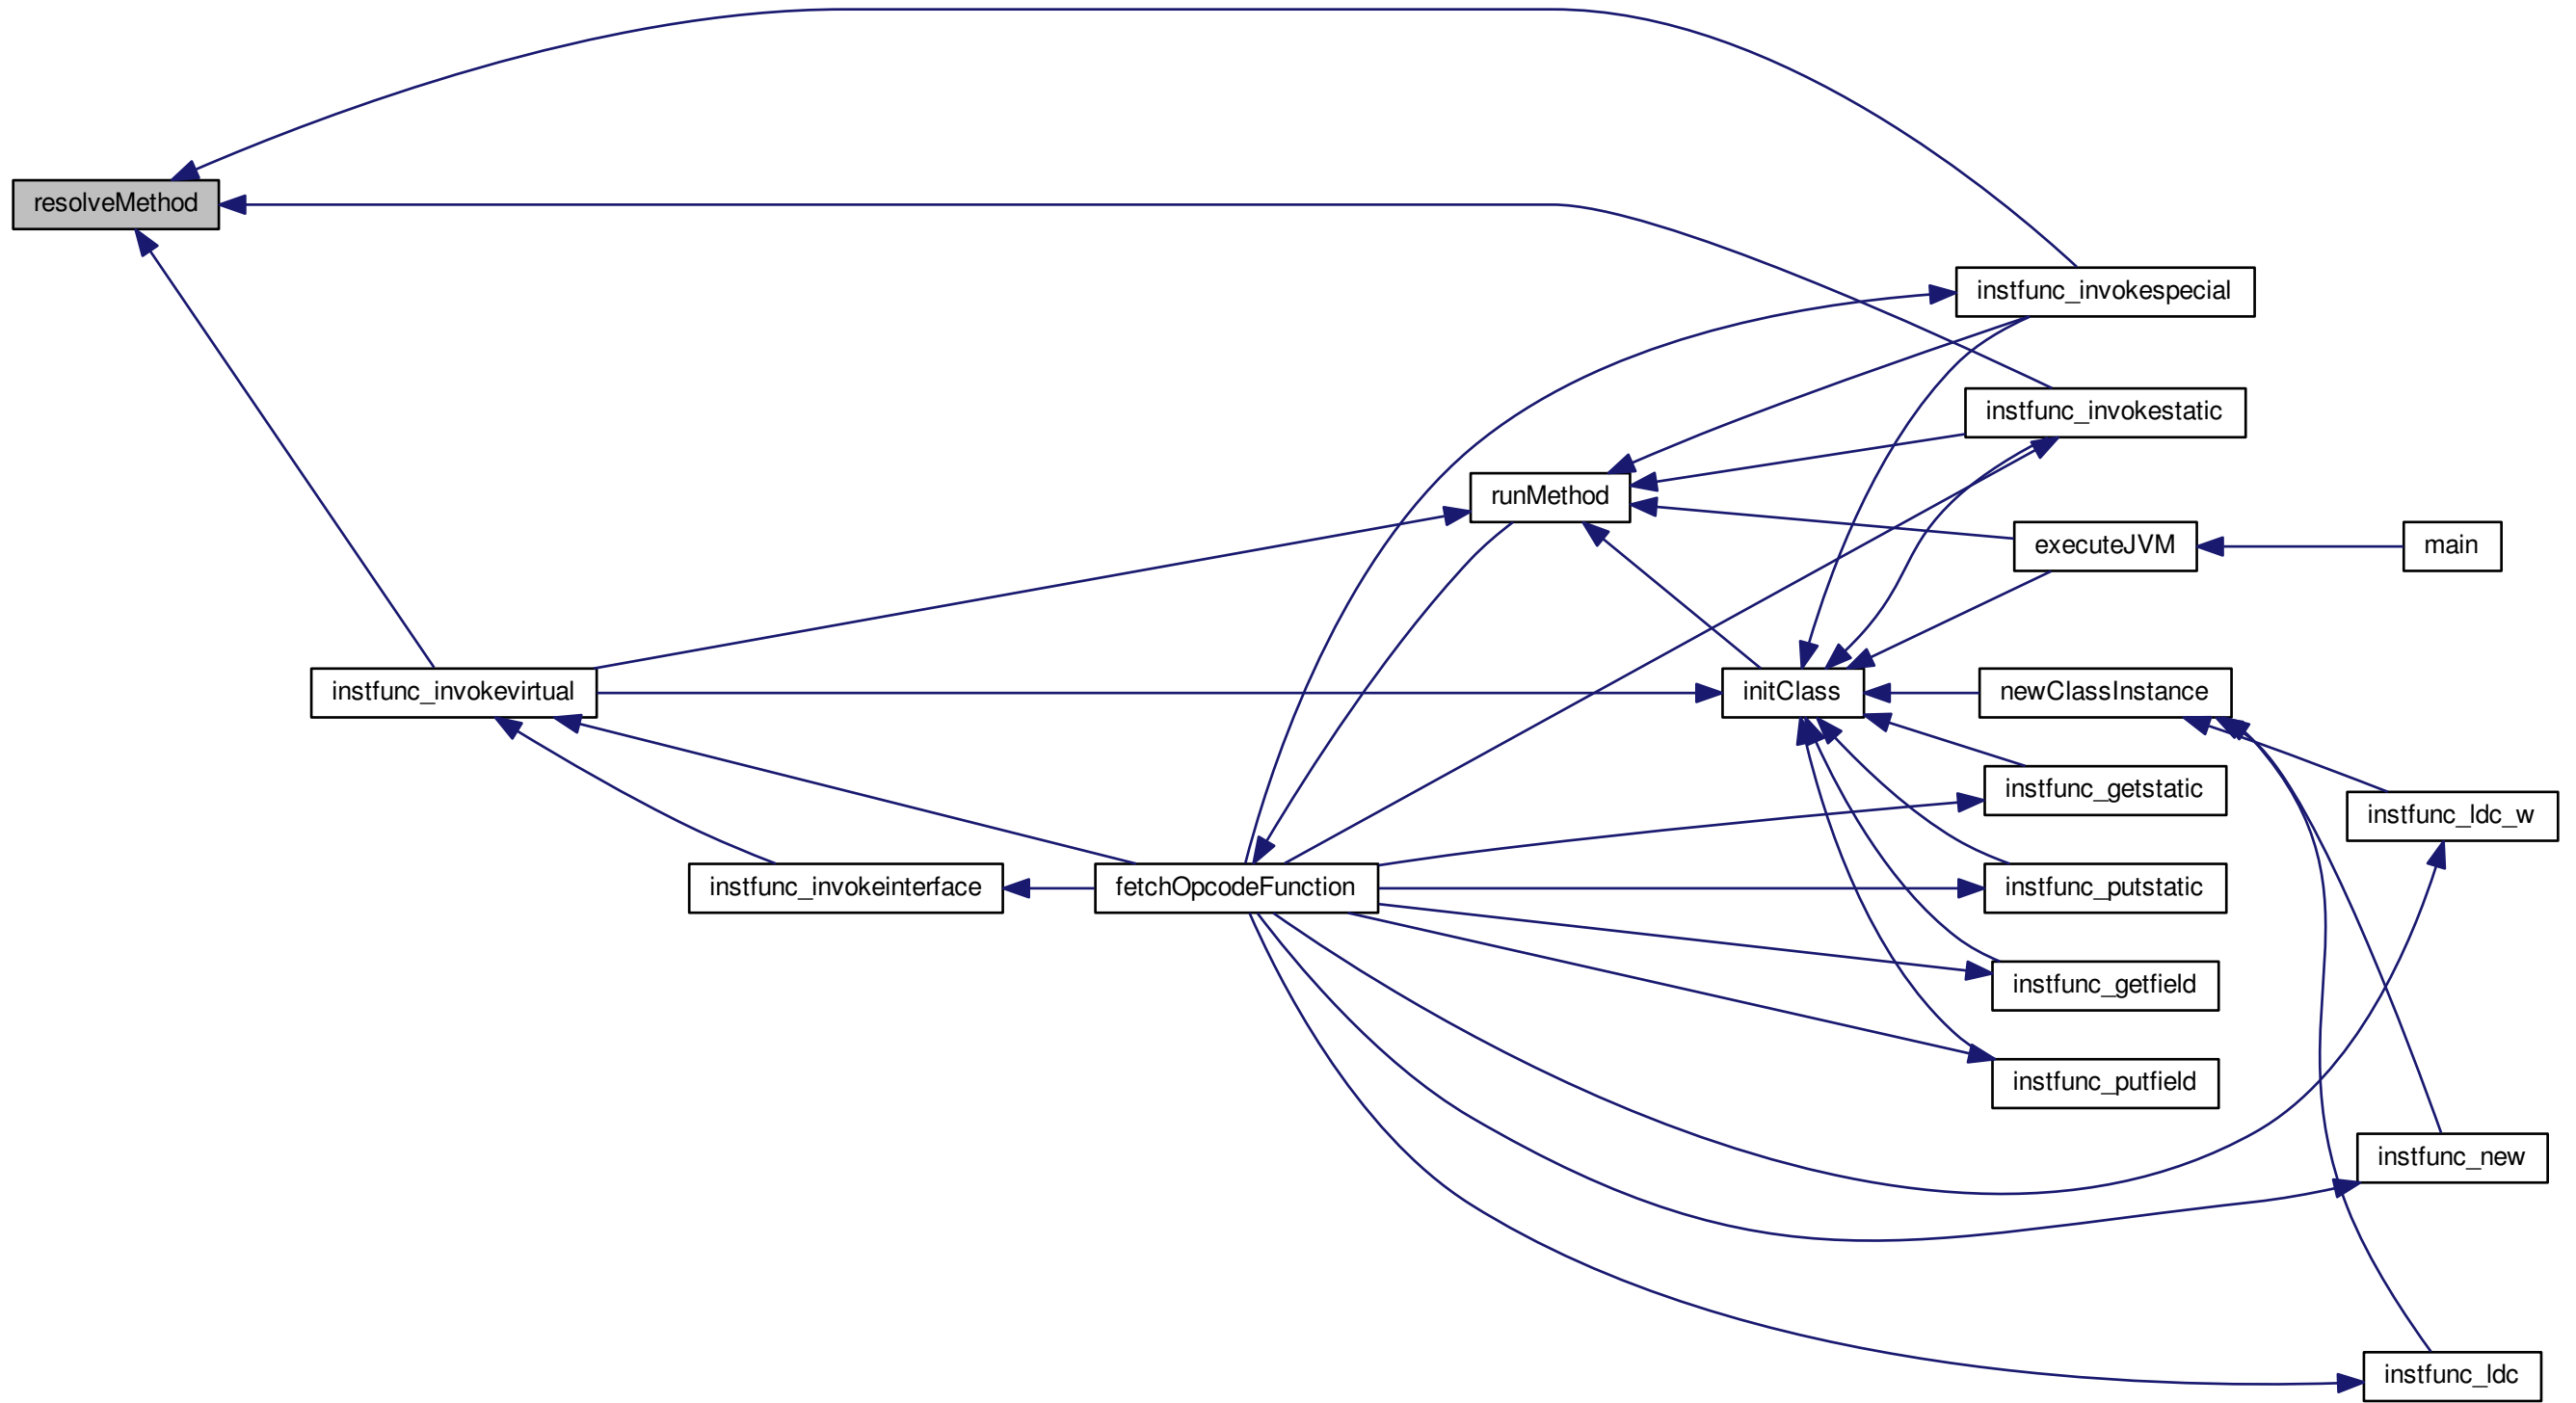 resolveMethod
instfunc_invokespecial
instfunc_invokestatic
runMethod
executeJVM
main
instfunc_invokevirtual
initClass
newClassInstance
instfunc_getstatic
instfunc_ldc_w
instfunc_invokeinterface
fetchOpcodeFunction
instfunc_putstatic
instfunc_getfield
instfunc_putfield
instfunc_new
instfunc_ldc